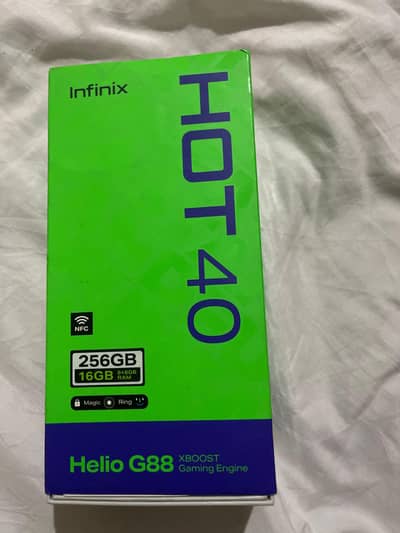 Infinix
HOT 40
NFC
256GB
16GB 8+8GB RAM
Magic Ring
Helio G88 XBOOST
Gaming Engine